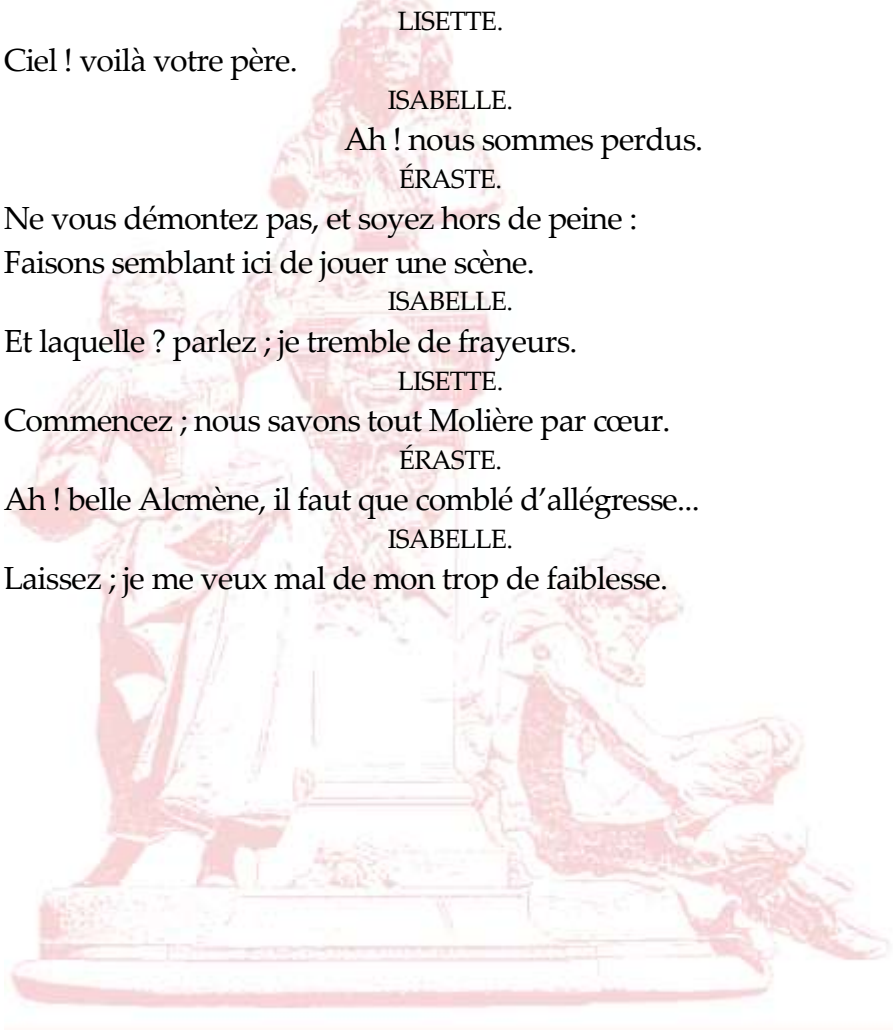 LISETTE.
Ciel ! voilà votre père.
ISABELLE.
Ah ! nous sommes perdus.
ÉRASTE.
Ne vous démontez pas, et soyez hors de peine :
Faisons semblant ici de jouer une scène.
ISABELLE.
Et laquelle ? parlez ; je tremble de frayeurs.
LISETTE.
Commencez ; nous savons tout Molière par cœur.
ÉRASTE.
Ah ! belle Alcmène, il faut que comblé d’allégresse...
ISABELLE.
Laissez ; je me veux mal de mon trop de faiblesse.